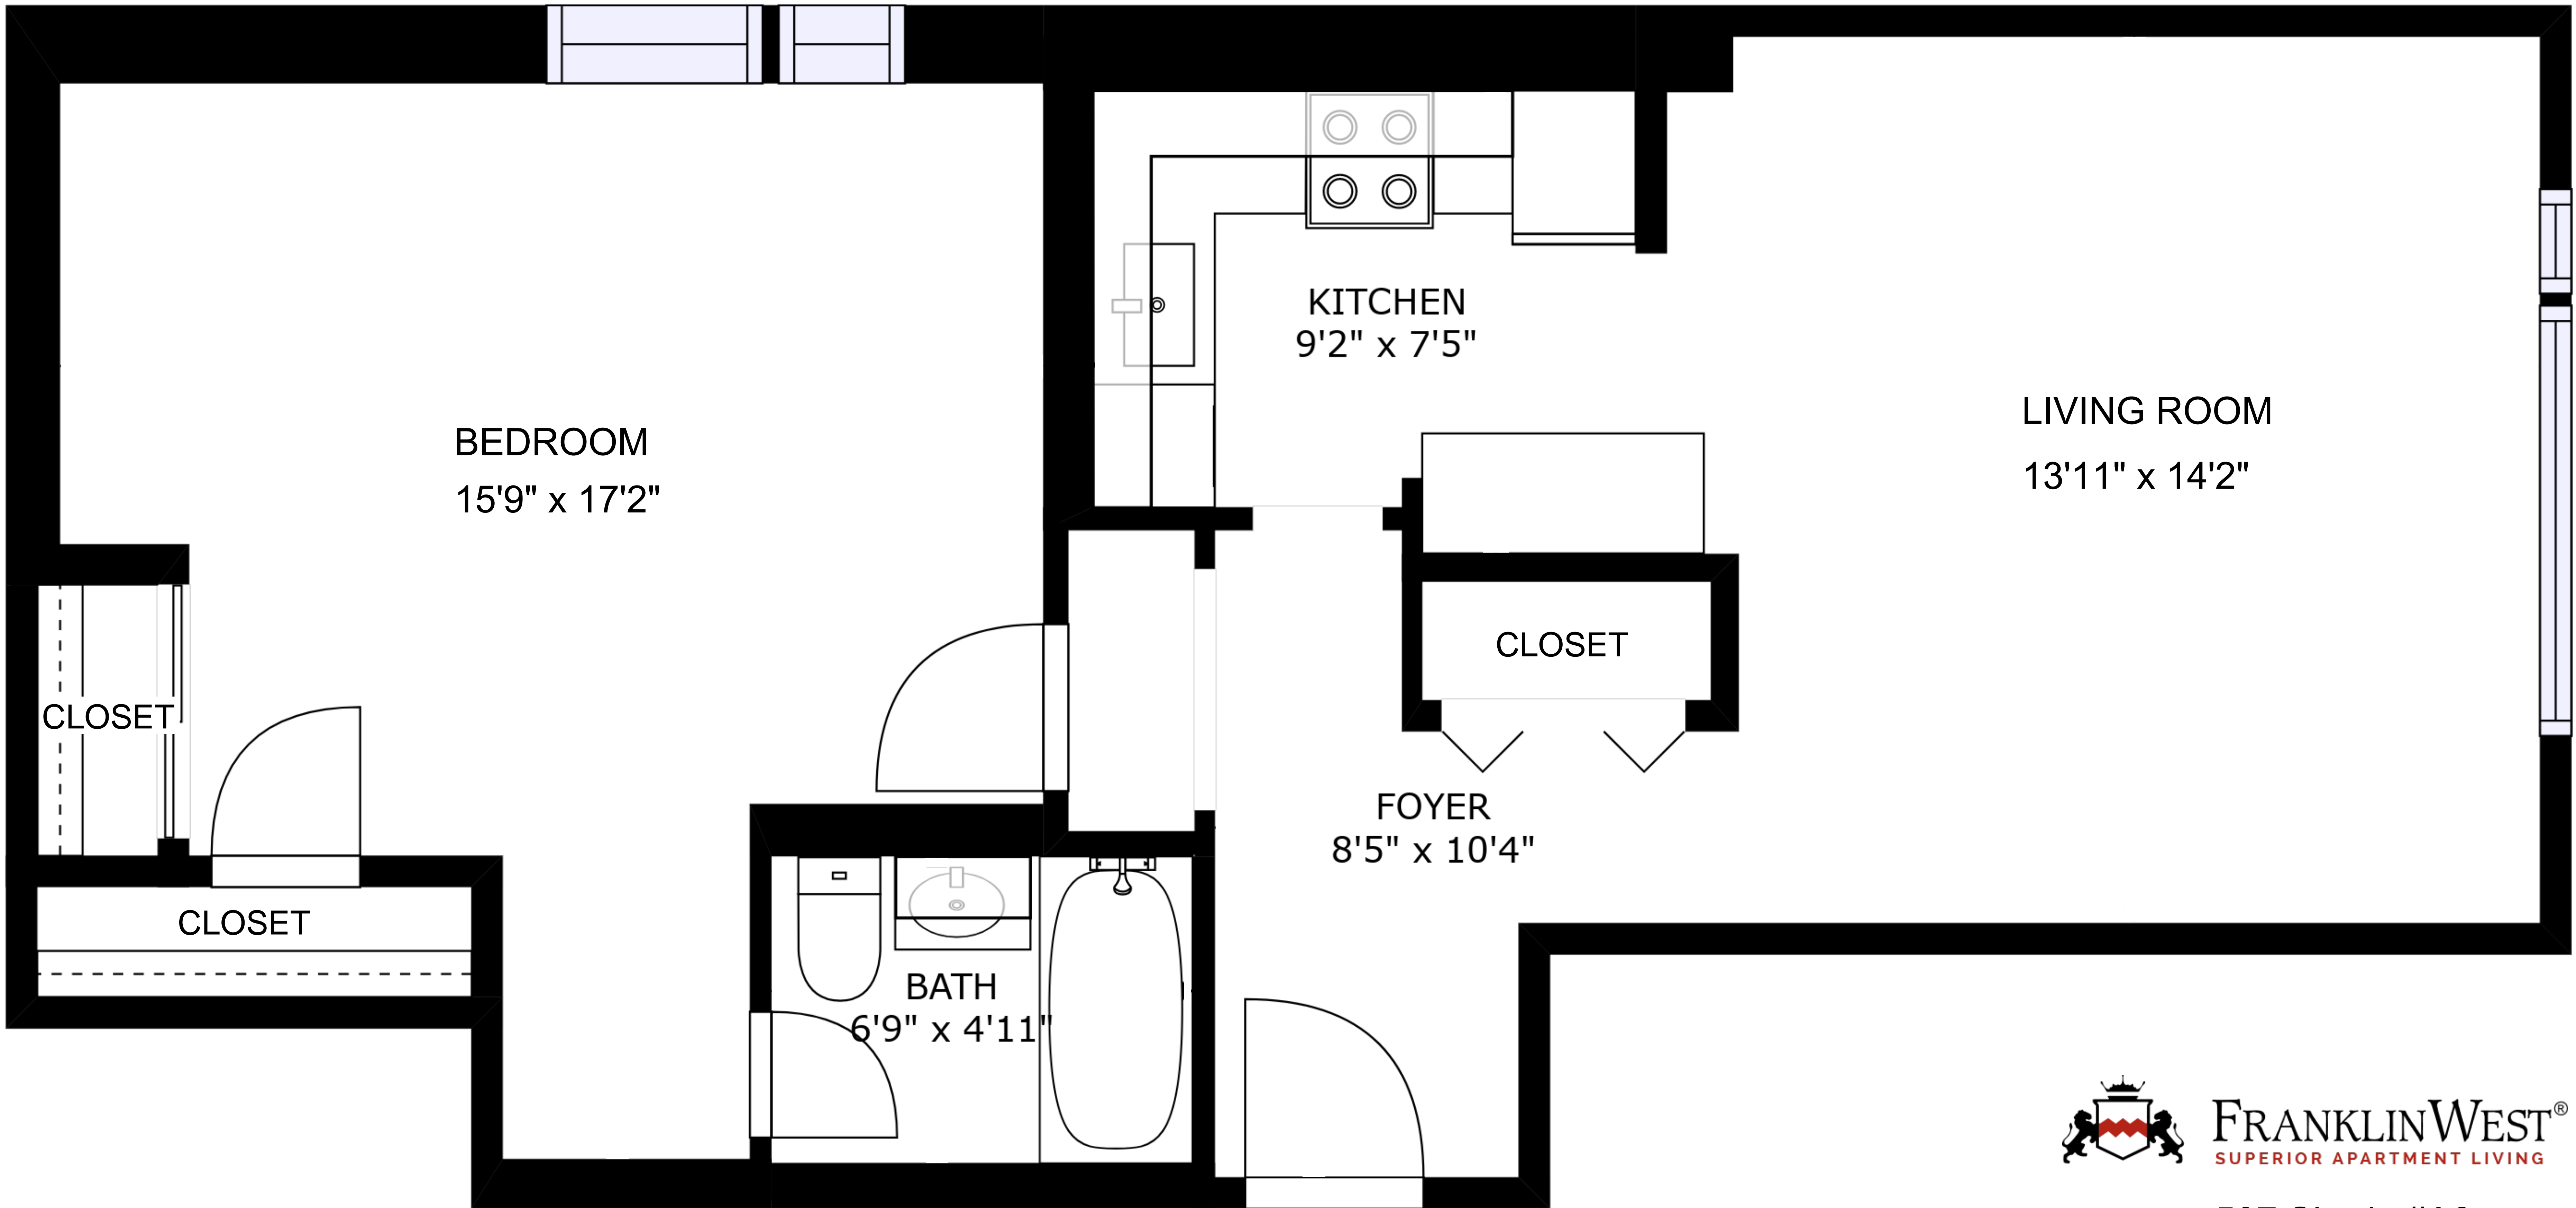 BEDROOM
15'9" x 17'2"
KITCHEN
9'2" x 7'5"
LIVING ROOM
13'11" x 14'2"
CLOSET
CLOSET
FOYER
8'5" x 10'4"
CLOSET
BATH
6'9" x 4'11"
FRANKLINWEST®
SUPERIOR APARTMENT LIVING